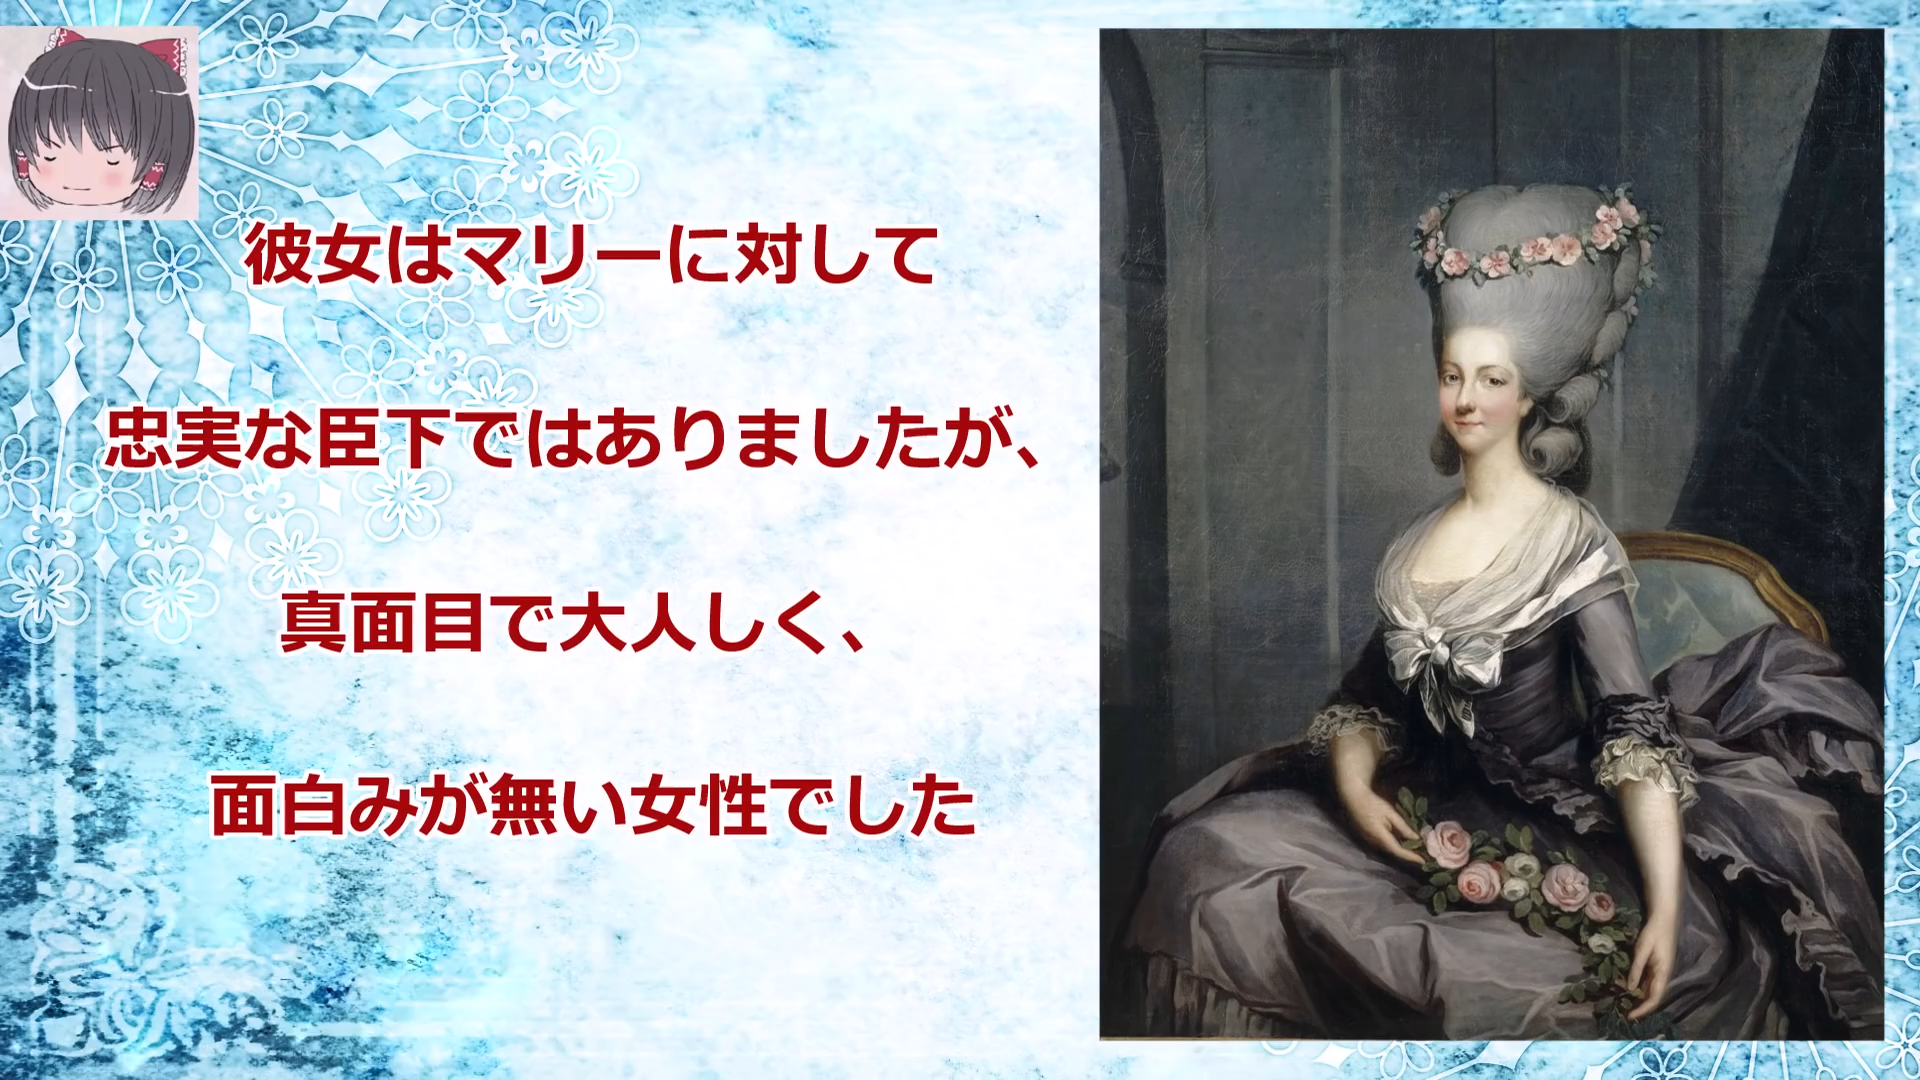 彼女はマリーに対して
忠実な臣下ではありましたが、
真面目で大人しく、
面白みが無い女性でした